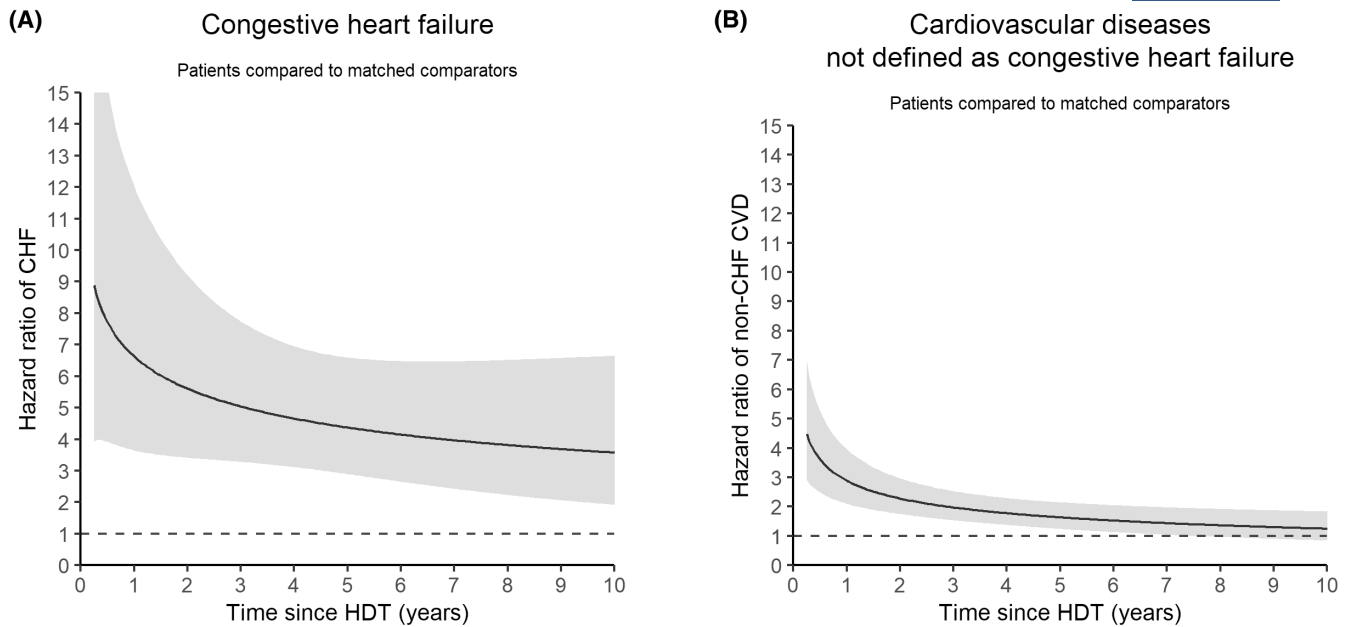 (A)
Congestive heart failure
Patients compared to matched comparators
Hazard ratio of CHF
15
14
13
12
11
10
9
8
7
6
5
4
3
2
1
0
0 1 2 3 4 5 6 7 8 9 10
Time since HDT (years)
(B)
Cardiovascular diseases
not defined as congestive heart failure
Patients compared to matched comparators
Hazard ratio of non-CHF CVD
15
14
13
12
11
10
9
8
7
6
5
4
3
2
1
0
0 1 2 3 4 5 6 7 8 9 10
Time since HDT (years)